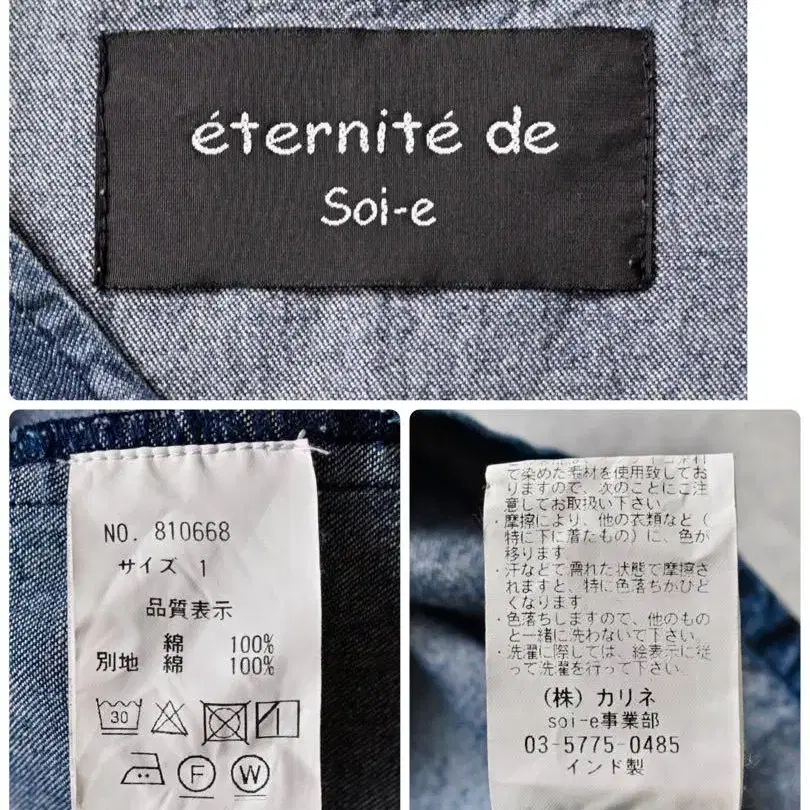 éternité de
Soi-e
NO. 810668
サイズ 1
品質表示
綿 100%
別地 綿 100%
30
F W
で染めた素材を使用致してお
りますので、次のことにご注
意してお取扱い下さい。
・摩擦により、他の衣類など（
特に下に着たもの）に、色が
移ります
・汗などで濡れた状態で摩擦さ
れますと、特に色落ちがひど
くなります
・色落ちしますので、他のもの
と一緒に洗わないで下さい。
・洗濯に際しては、絵表示に従
って洗濯を行って下さい。
(株) カリネ
soi-e事業部
03-5775-0485
インド製